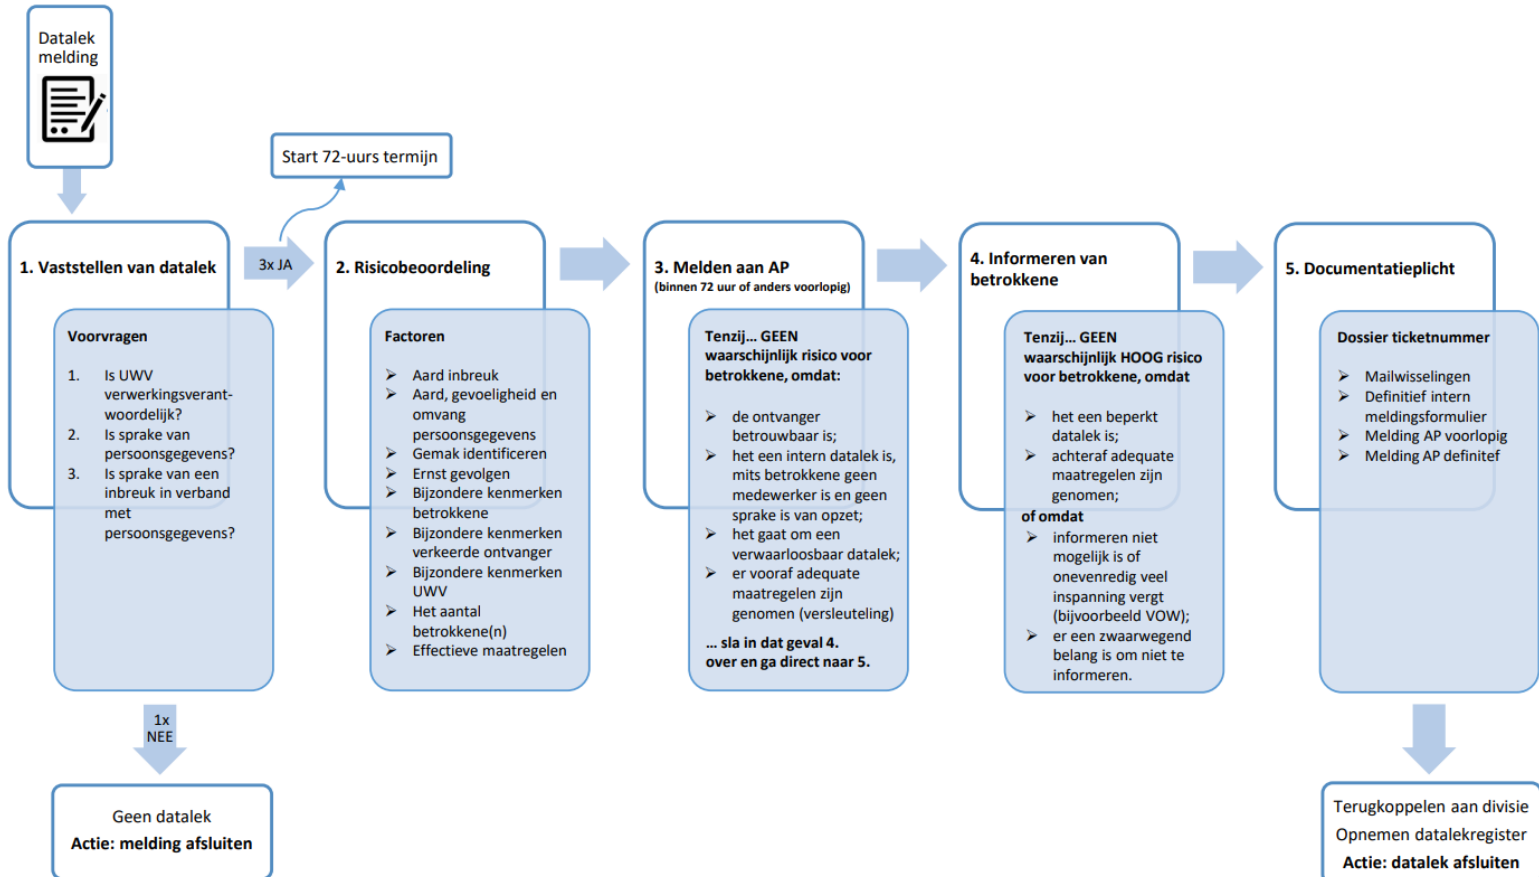 Datalek
melding
Start 72-uurs termijn
1. Vaststellen van datalek
3x JA
2. Risicobeoordeling
3. Melden aan AP
(binnen 72 uur of anders voorlopig)
4. Informeren van
betrokkene
5. Documentatieplicht
Voorvragen
1. Is UWV
verwerkingsverant-
woordelijk?
2. Is sprake van
persoonsgegevens?
3. Is sprake van een
inbreuk in verband
met
persoonsgegevens?
Factoren
➢ Aard inbreuk
➢ Aard, gevoeligheid en
omvang
persoonsgegevens
➢ Gemak identificeren
➢ Ernst gevolgen
➢ Bijzondere kenmerken
betrokkene
➢ Bijzondere kenmerken
verkeerde ontvanger
➢ Bijzondere kenmerken
UWV
➢ Het aantal
betrokkene(n)
➢ Effectieve maatregelen
Tenzij... GEEN
waarschijnlijk risico voor
betrokkene, omdat:
➢ de ontvanger
betrouwbaar is;
➢ het een intern datalek is,
mits betrokkene geen
medewerker is en geen
sprake is van opzet;
➢ het gaat om een
verwaarloosbaar datalek;
➢ er vooraf adequate
maatregelen zijn
genomen (versleuteling)
... sla in dat geval 4.
over en ga direct naar 5.
Tenzij... GEEN
waarschijnlijk HOOG risico
voor betrokkene, omdat
➢ het een beperkt
datalek is;
➢ achteraf adequate
maatregelen zijn
genomen;
of omdat
➢ informeren niet
mogelijk is of
onevenredig veel
inspanning vergt
(bijvoorbeeld VOW);
➢ er een zwaarwegend
belang is om niet te
informeren.
Dossier ticketnummer
➢ Mailwisselingen
➢ Definitief intern
meldingsformulier
➢ Melding AP voorlopig
➢ Melding AP definitef
1x
NEE
Geen datalek
Actie: melding afsluiten
Terugkoppelen aan divisie
Opnemen datalekregister
Actie: datalek afsluiten